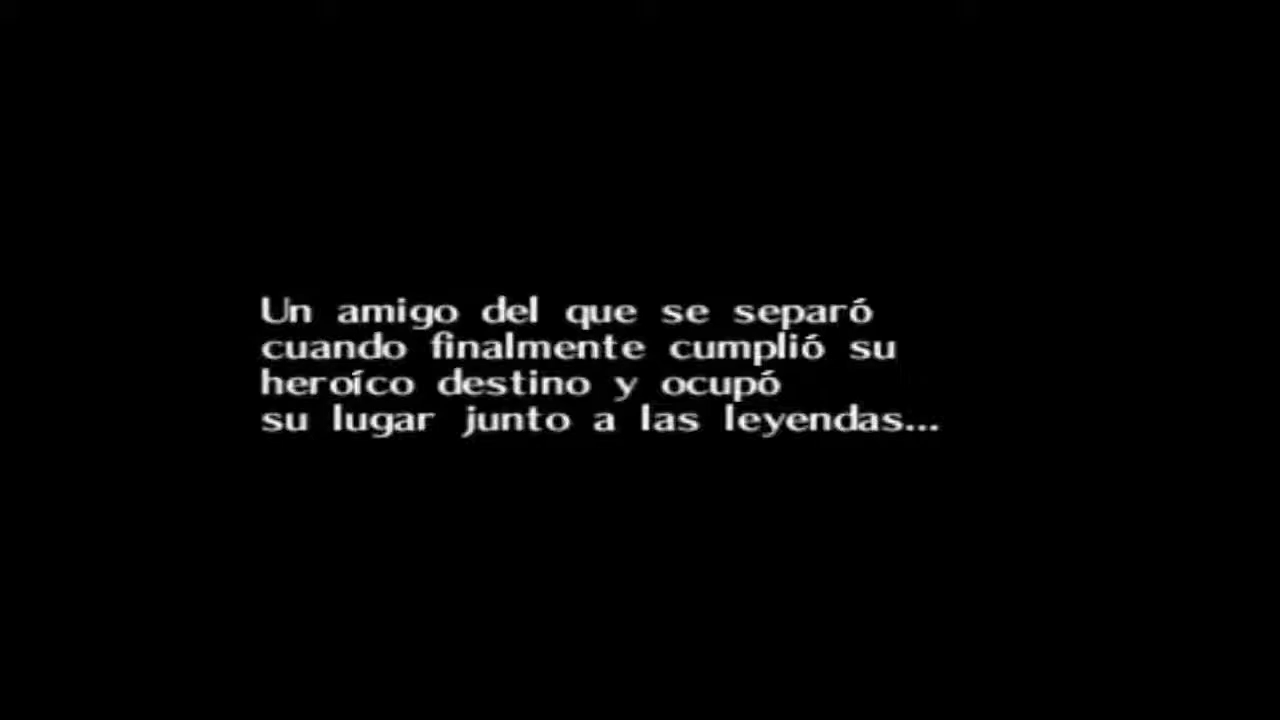 Un amigo del que se separó
cuando finalmente cumplió su
heroíco destino y ocupó
su lugar junto a las leyendas...